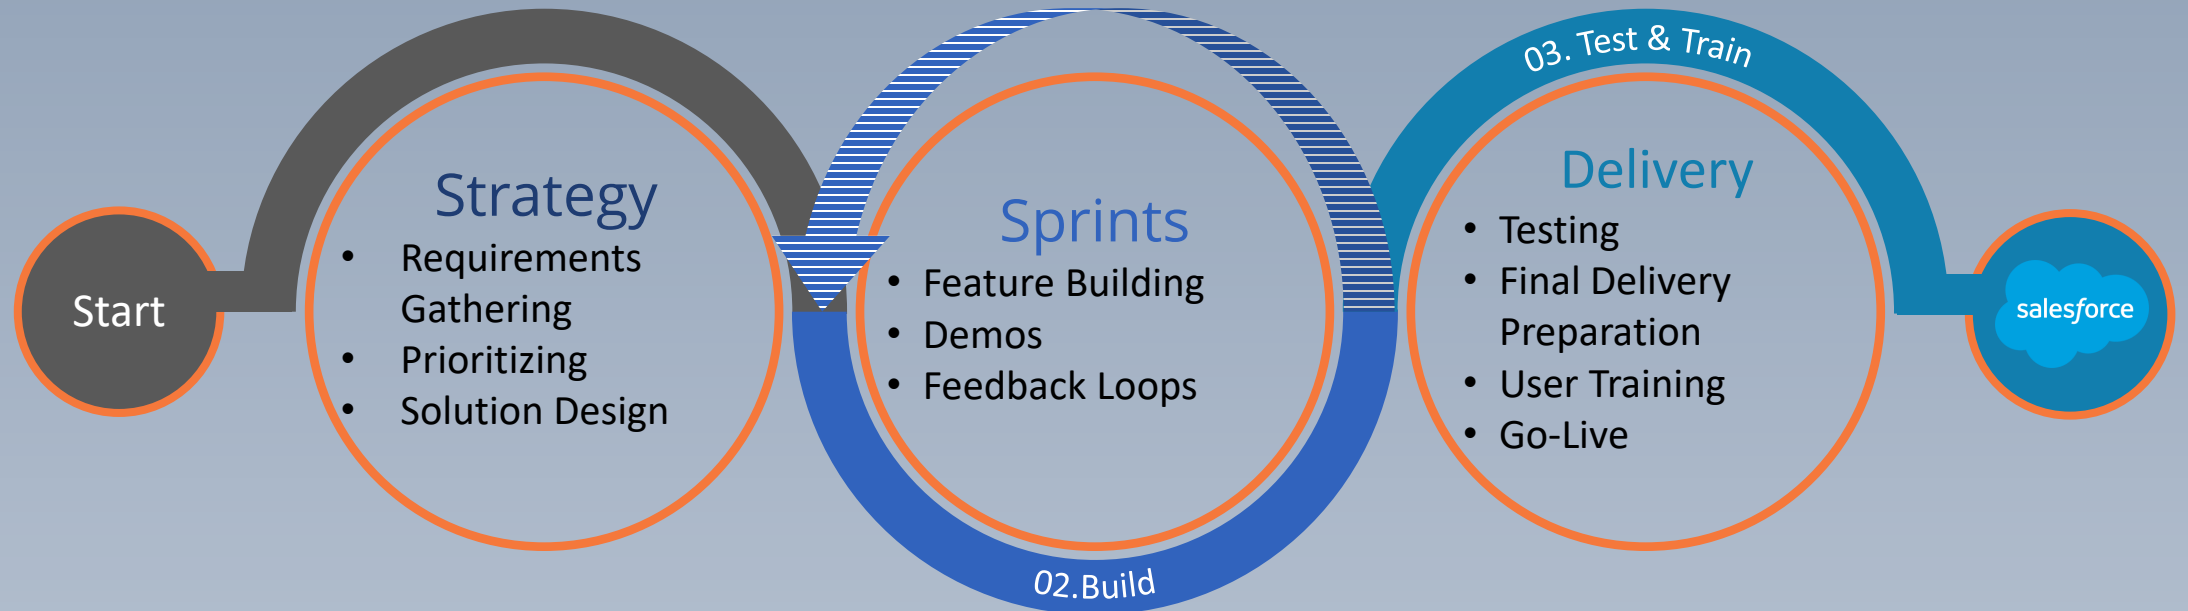 Start
Strategy
• Requirements
Gathering
• Prioritizing
• Solution Design
Sprints
• Feature Building
• Demos
• Feedback Loops
02.Build
03. Test & Train
Delivery
• Testing
• Final Delivery
Preparation
• User Training
• Go-Live
salesforce